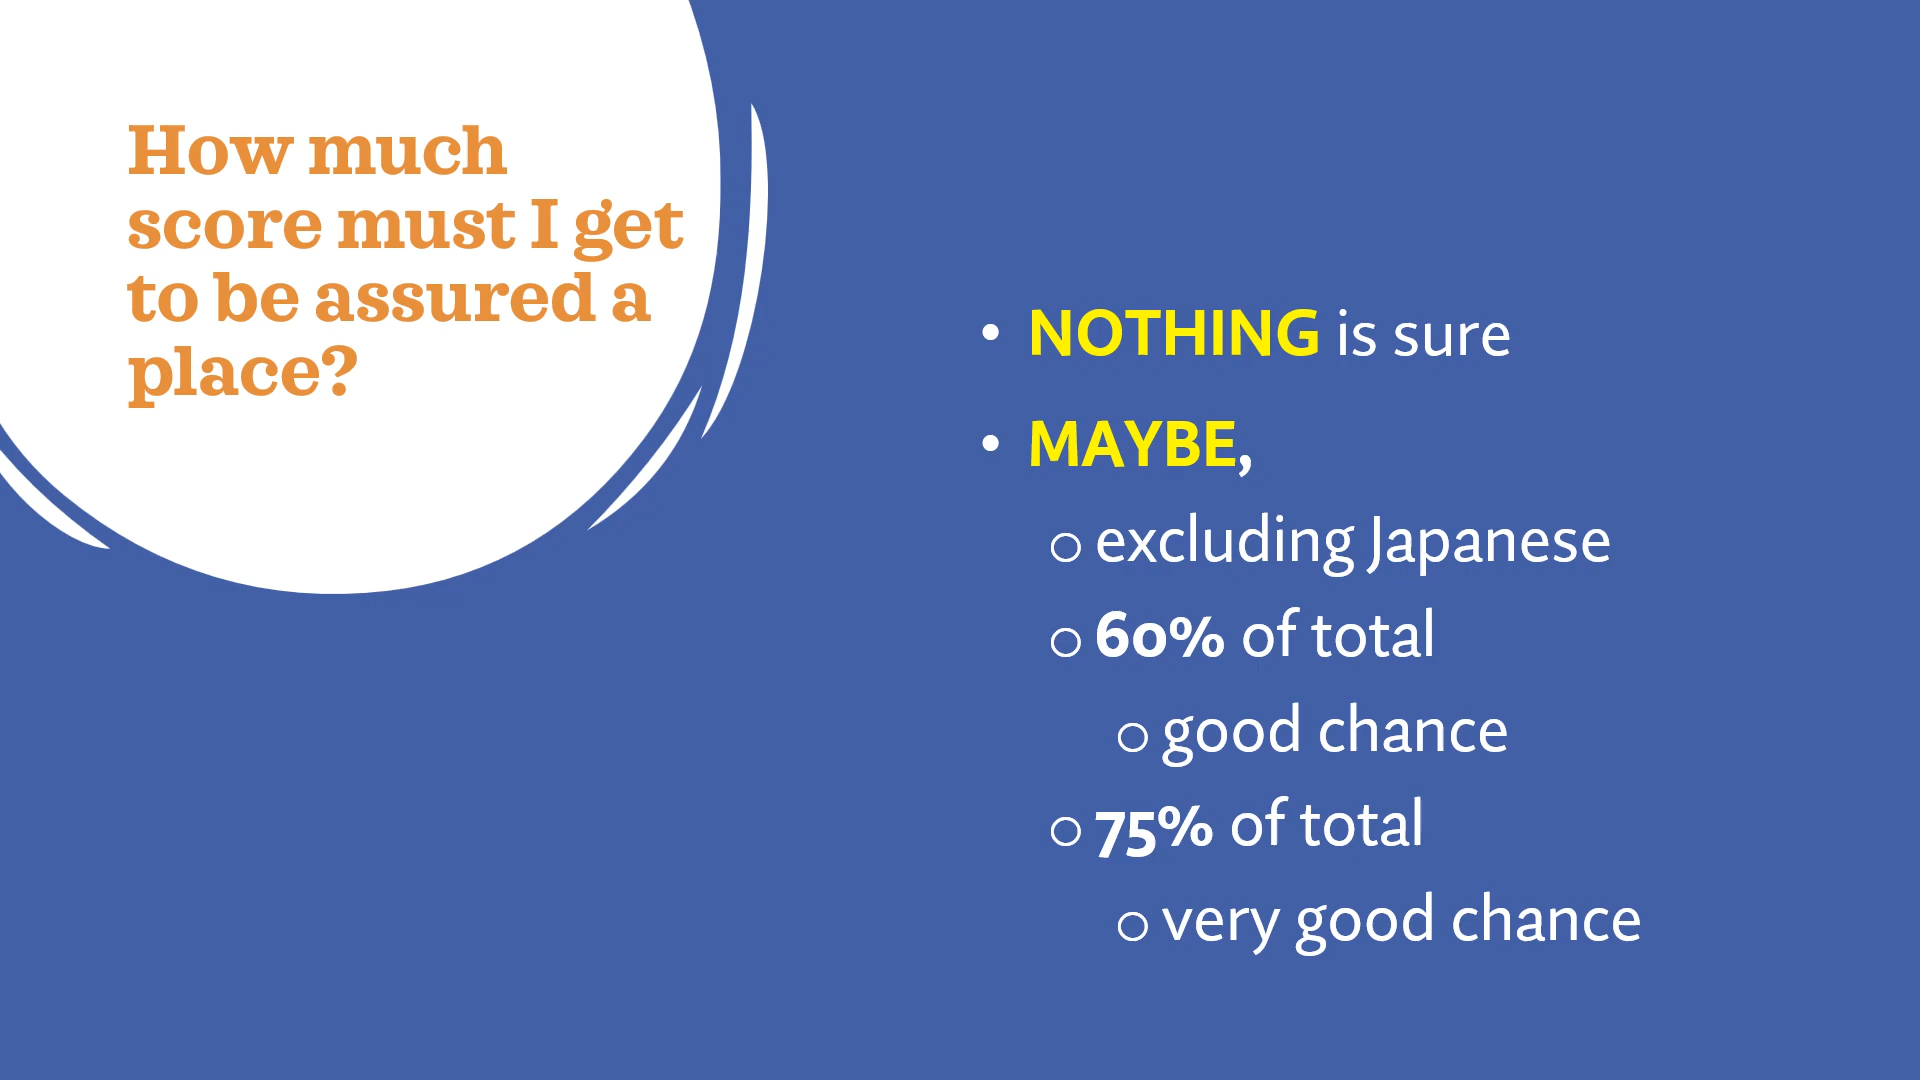 How much
score must I get
to be assured a
place?
• NOTHING is sure
• MAYBE,
o excluding Japanese
o 60% of total
o good chance
o 75% of total
o very good chance